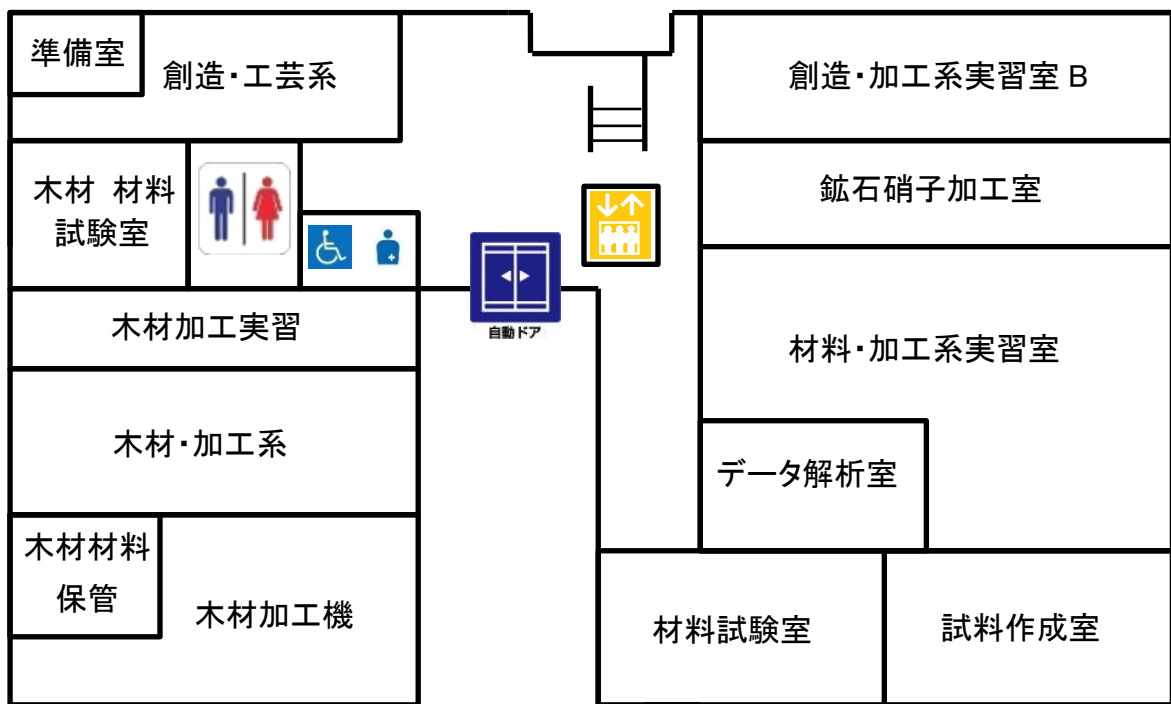 準備室
創造・工芸系
創造・加工系実習室 B
木材 材料
試験室
鉱石硝子加工室
自動ドア
木材加工実習
材料・加工系実習室
木材・加工系
データ解析室
木材材料
保管
木材加工機
材料試験室
試料作成室